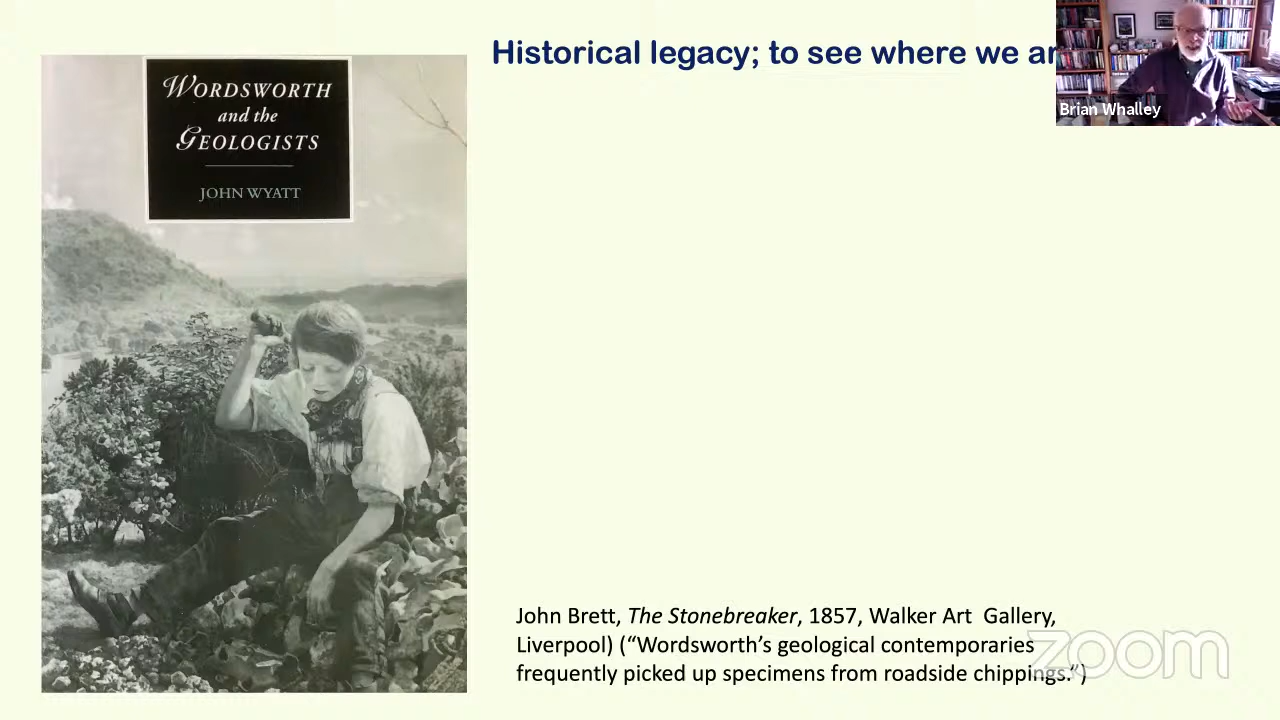 Historical legacy; to see where we
Brian Whalley
WORDSWORTH
and the
GEOLOGISTS
JOHN WYATT
John Brett, The Stonebreaker, 1857, Walker Art Gallery,
Liverpool) (“Wordsworth’s geological contemporaries
frequently picked up specimens from roadside chippings.”)
zoom